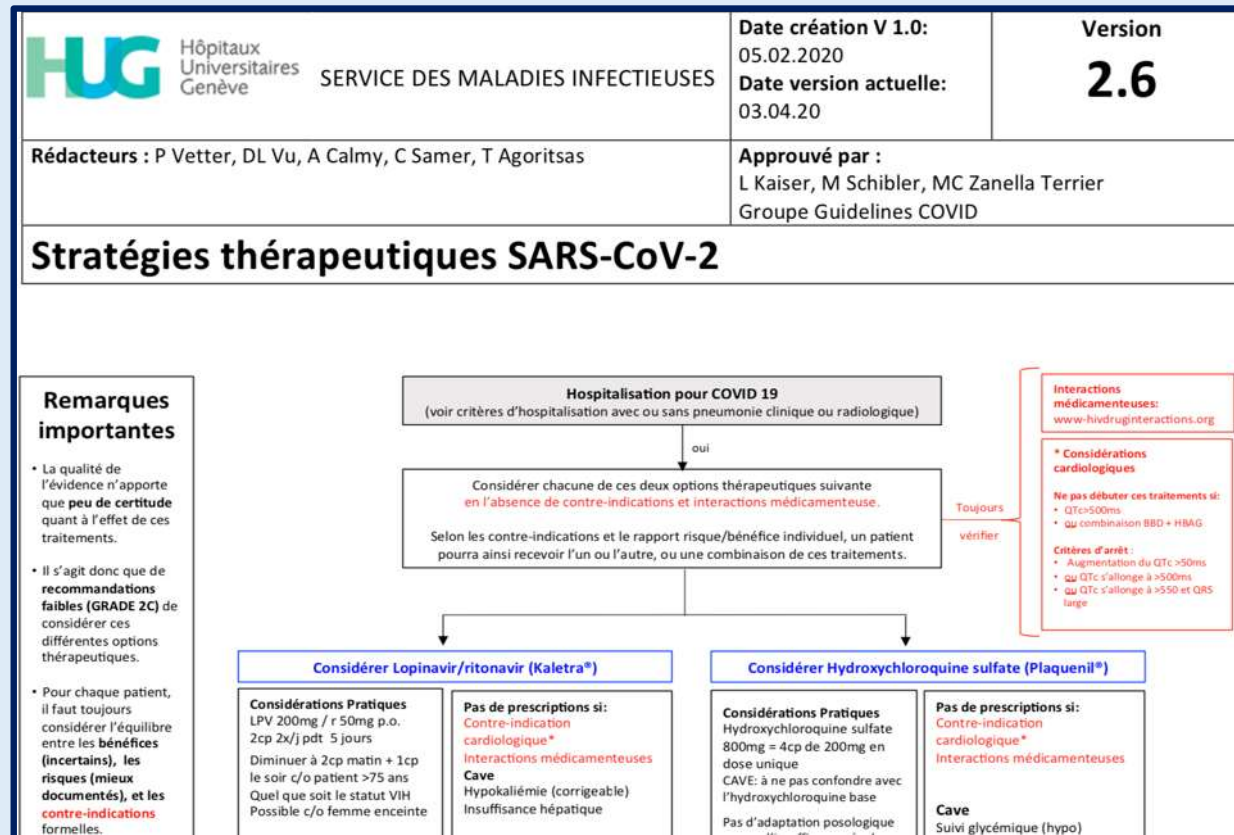 HUG
Hôpitaux
Universitaires
Genève
SERVICE DES MALADIES INFECTIEUSES
Date création V 1.0:
05.02.2020
Date version actuelle:
03.04.20
Version
2.6
Rédacteurs : P Vetter, DL Vu, A Calmy, C Samer, T Agoritsas
Approuvé par :
L Kaiser, M Schibler, MC Zanella Terrier
Groupe Guidelines COVID
Stratégies thérapeutiques SARS-CoV-2
Remarques
importantes
• La qualité de
l'évidence n'apporte
que peu de certitude
quant à l'effet de ces
traitements.
• Il s'agit donc que de
recommandations
faibles (GRADE 2C) de
considérer ces
différentes options
thérapeutiques.
• Pour chaque patient,
il faut toujours
considérer l'équilibre
entre les bénéfices
(incertains), les
risques (mieux
documentés), et les
contre-indications
formelles.
Hospitalisation pour COVID 19
(voir critères d'hospitalisation avec ou sans pneumonie clinique ou radiologique)
oui
Considérer chacune de ces deux options thérapeutiques suivante
en l'absence de contre-indications et interactions médicamenteuse.
Selon les contre-indications et le rapport risque/bénéfice individuel, un patient
pourra ainsi recevoir l'un ou l'autre, ou une combinaison de ces traitements.
Toujours
vérifier
Interactions
médicamenteuses:
www-hivdruginteractions.org
* Considérations
cardiologiques
Ne pas débuter ces traitements si:
• QTc>500ms
• ou combinaison BBD + HBAG
Critères d'arrêt :
• Augmentation du QTc >50ms
• ou QTc s'allonge à >500ms
• ou QTc s'allonge à >550 et QRS
large
Considérer Lopinavir/ritonavir (Kaletra®)
Considérations Pratiques
LPV 200mg / r 50mg p.o.
2cp 2x/j pdt 5 jours
Diminuer à 2cp matin + 1cp
le soir c/o patient >75 ans
Quel que soit le statut VIH
Possible c/o femme enceinte
Pas de prescriptions si:
Contre-indication
cardiologique*
Interactions médicamenteuses
Cave
Hypokaliémie (corrigeable)
Insuffisance hépatique
Considérer Hydroxychloroquine sulfate (Plaquenil®)
Considérations Pratiques
Hydroxychloroquine sulfate
800mg = 4cp de 200mg en
dose unique
CAVE: à ne pas confondre avec
l'hydroxychloroquine base
Pas d'adaptation posologique
Pas de prescriptions si:
Contre-indication
cardiologique*
Interactions médicamenteuses
Cave
Suivi glycémique (hypo)